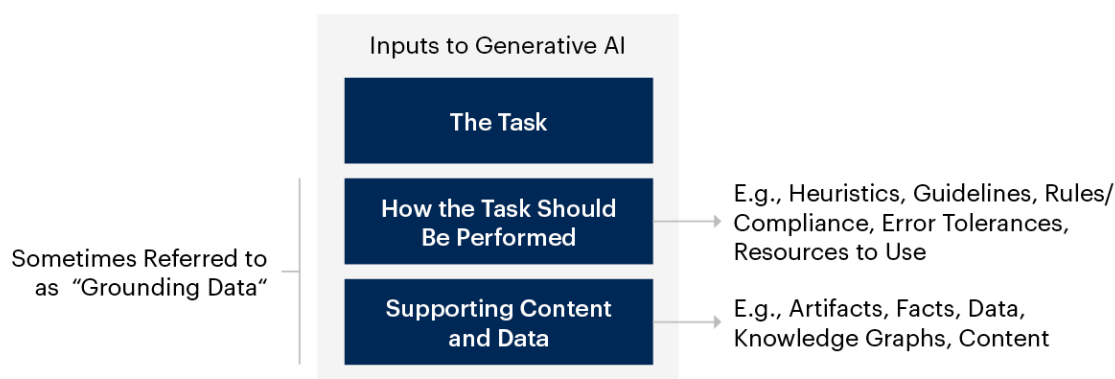 Inputs to Generative AI
The Task
How the Task Should
Be Performed
E.g., Heuristics, Guidelines, Rules/
Compliance, Error Tolerances,
Resources to Use
Sometimes Referred to
as “Grounding Data“
Supporting Content
and Data
E.g., Artifacts, Facts, Data,
Knowledge Graphs, Content